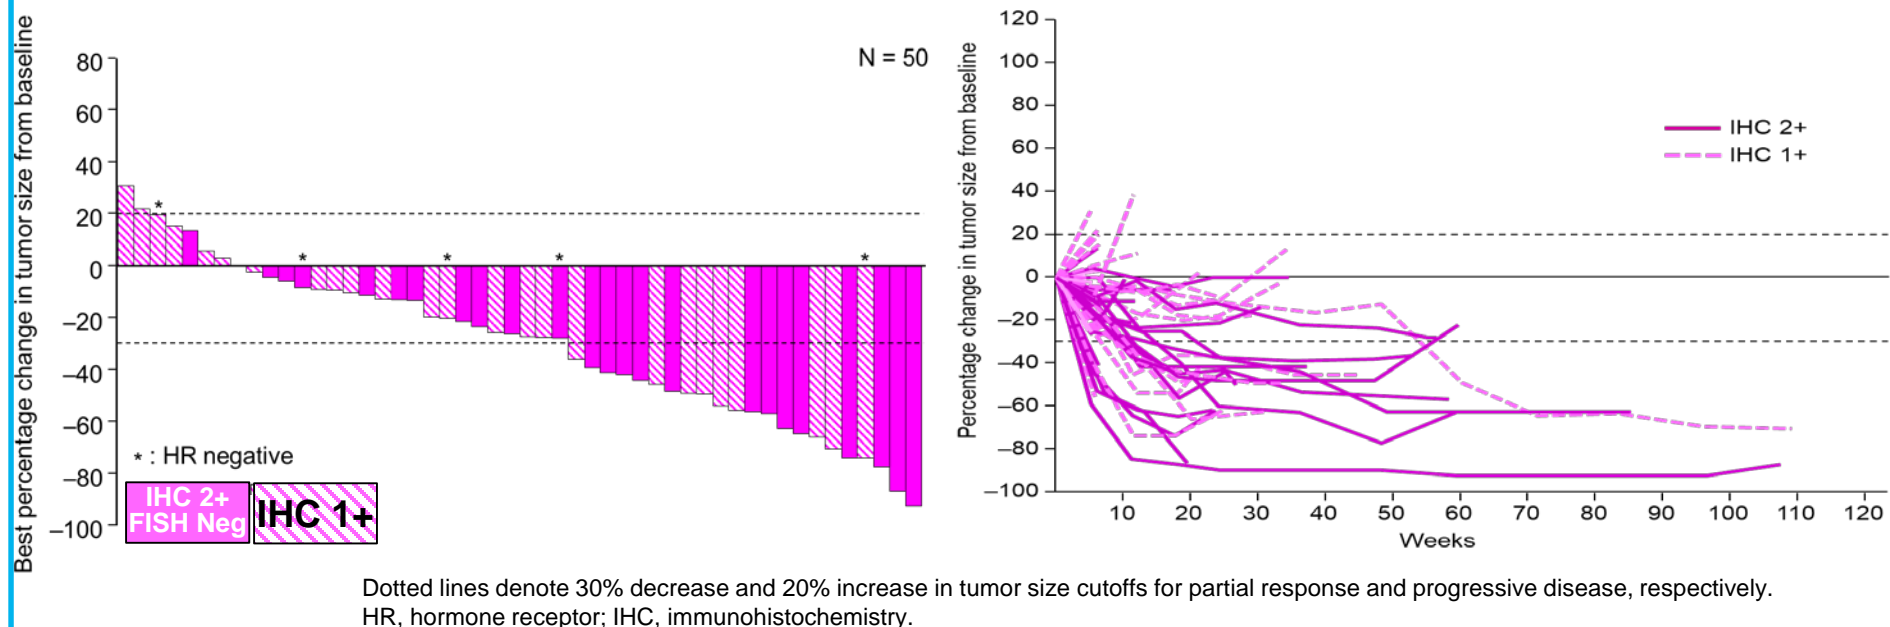 Best percentage change in tumor size from baseline
80
60
40
20
0
–20
–40
–60
–80
–100
N = 50
*
*
*
*
*
* : HR negative
IHC 2+
FISH Neg
IHC 1+
Percentage change in tumor size from baseline
120
100
80
60
40
20
0
–20
–40
–60
–80
–100
10 20 30 40 50 60 70 80 90 100 110 120
Weeks
IHC 2+
IHC 1+
Dotted lines denote 30% decrease and 20% increase in tumor size cutoffs for partial response and progressive disease, respectively.
HR, hormone receptor; IHC, immunohistochemistry.